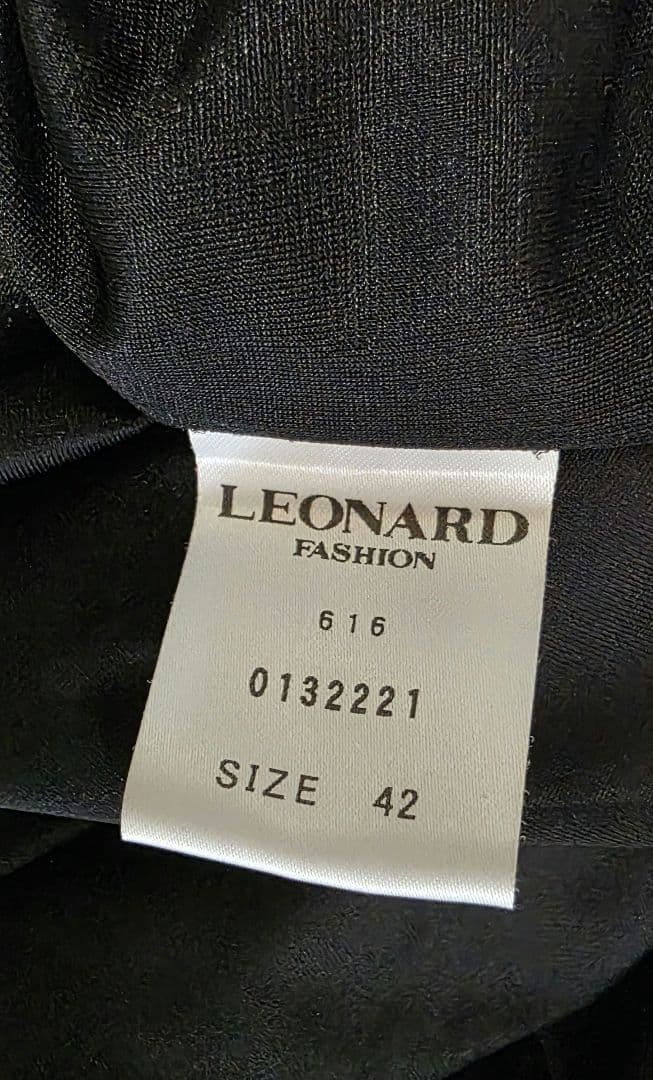 LEONARD
FASHION
616
0132221
SIZE 42